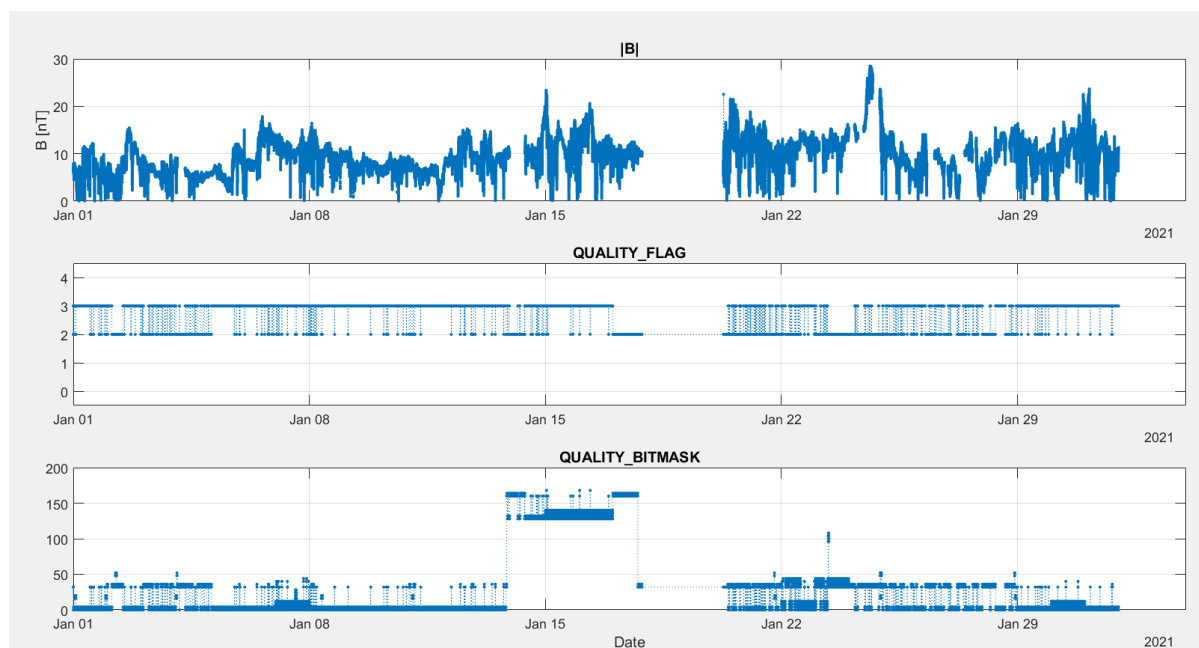 |B|
30
20
10
0
B [nT]
Jan 01 Jan 08 Jan 15 Jan 22 Jan 29
2021
QUALITY_FLAG
4
3
2
1
0
Jan 01 Jan 08 Jan 15 Jan 22 Jan 29
2021
QUALITY_BITMASK
200
150
100
50
0
Jan 01 Jan 08 Jan 15 Jan 22 Jan 29
Date
2021